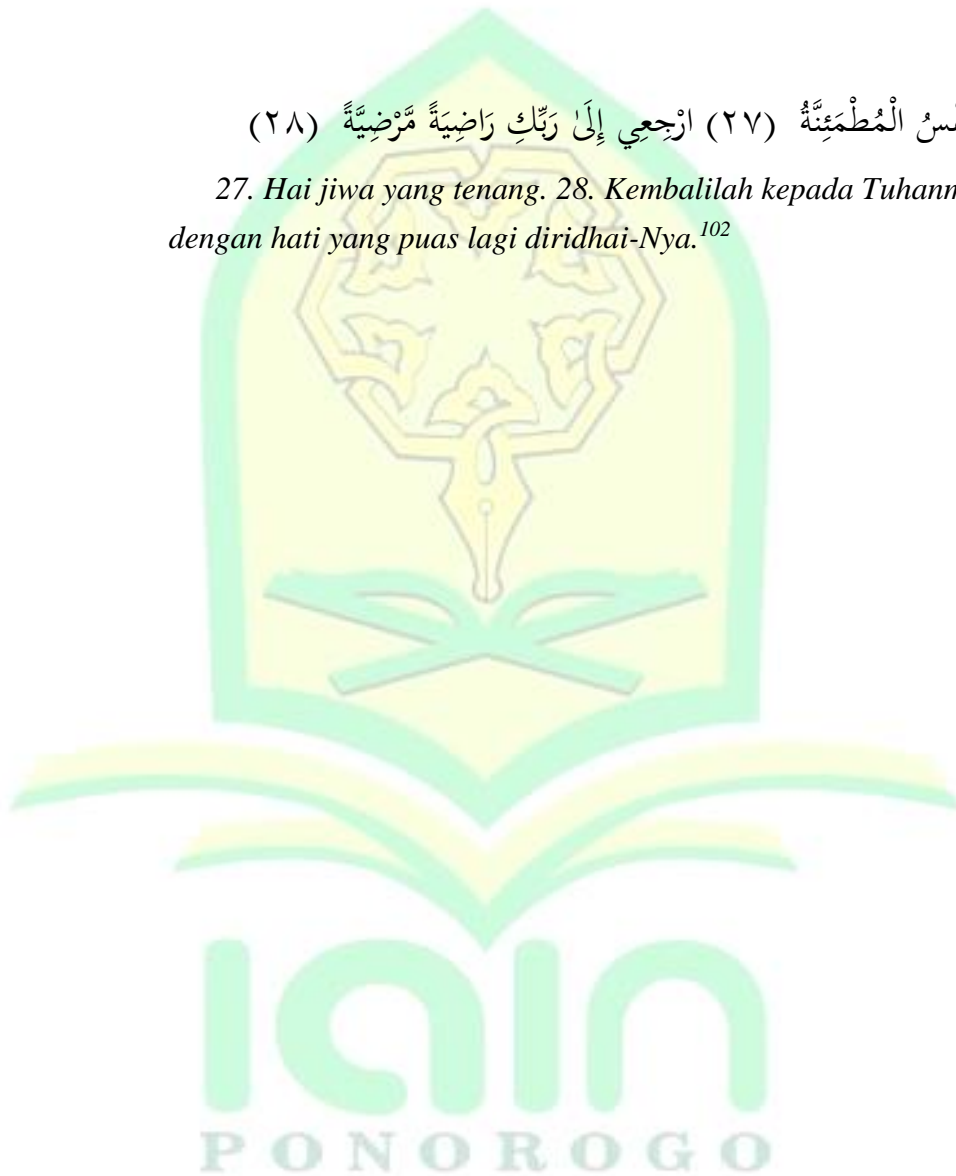 الْمُطْمَئِنَّةُ (٢٧) ارْجِعِي إِلَىٰ رَبِّكِ رَاضِيَةً مَّرْضِيَّةً (٢٨)
27. Hai jiwa yang tenang. 28. Kembalilah kepada
dengan hati yang puas lagi diridhai-Nya.102
iain
PONOROGO